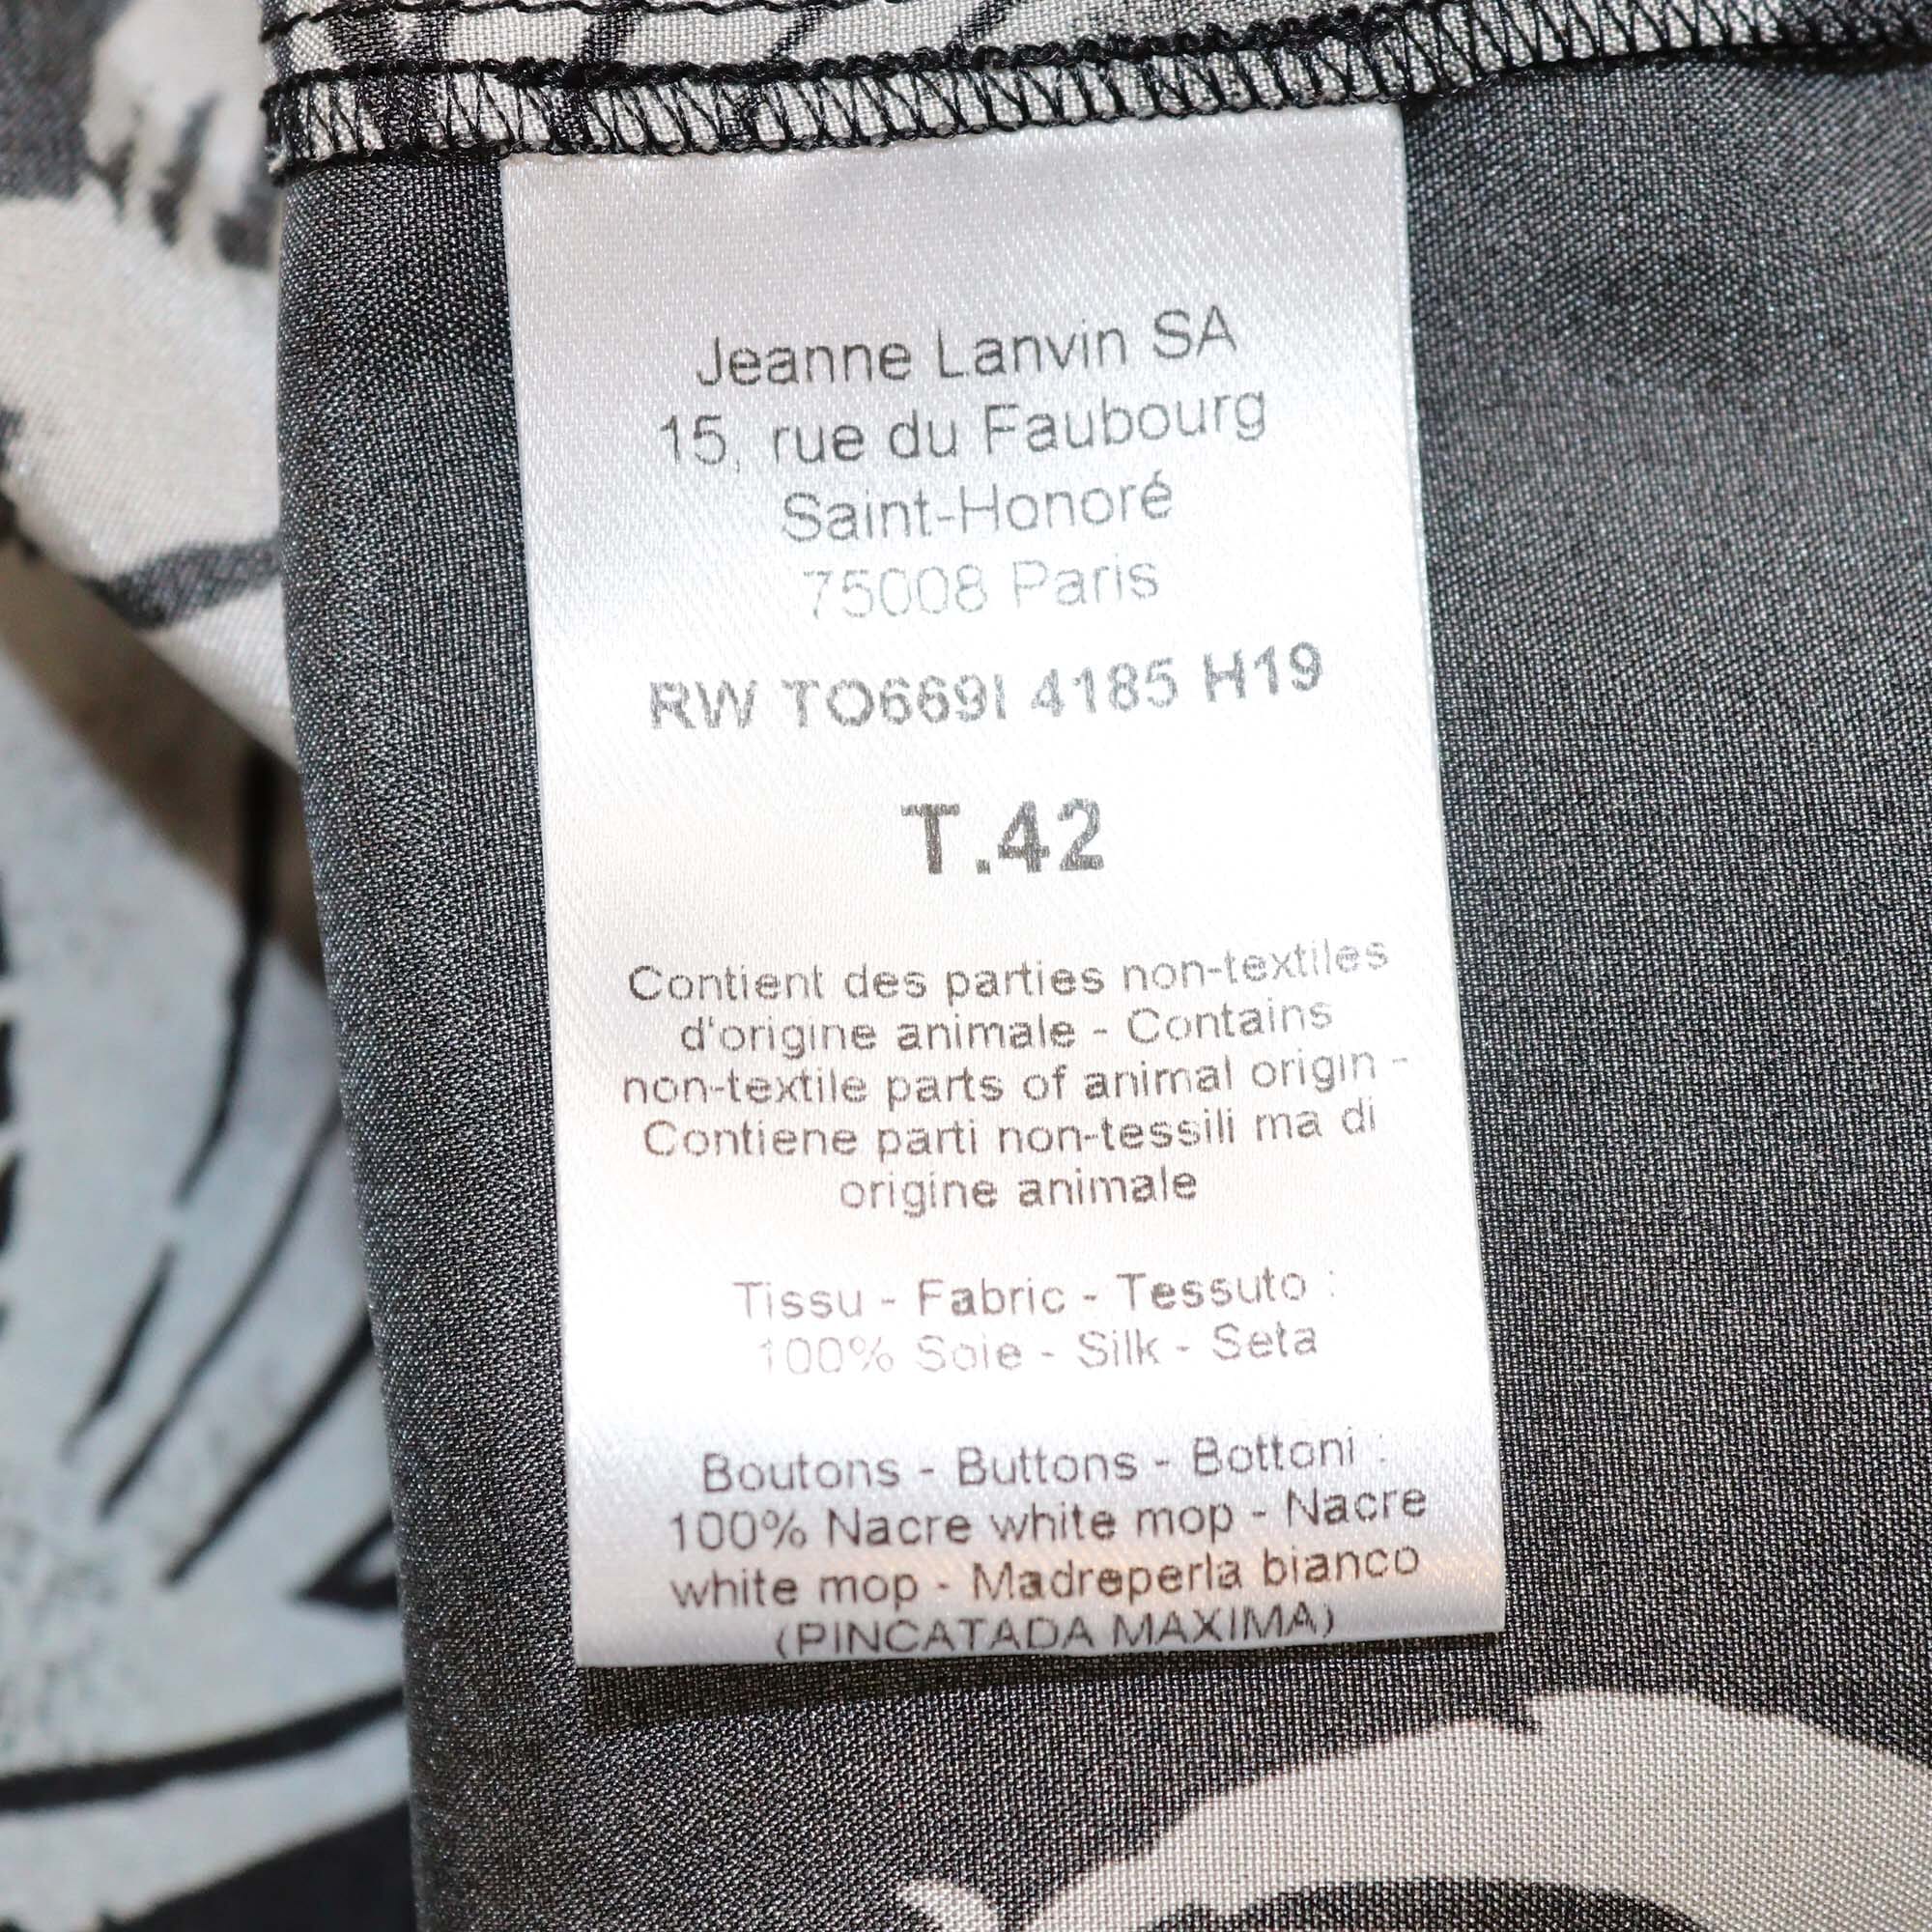 Jeanne Lanvin SA
15, rue du Faubourg
Saint-Honoré
75008 Paris
RW TO669I 4185 H19
T.42
Contient des parties non-textiles
d'origine animale - Contains
non-textile parts of animal origin -
Contiene parti non-tessili ma di
origine animale
Tissu - Fabric - Tessuto :
100% Soie - Silk - Seta
Boutons - Buttons - Bottoni :
100% Nacre white mop - Nacre
white mop - Madreperla bianco
(PINCATADA MAXIMA)